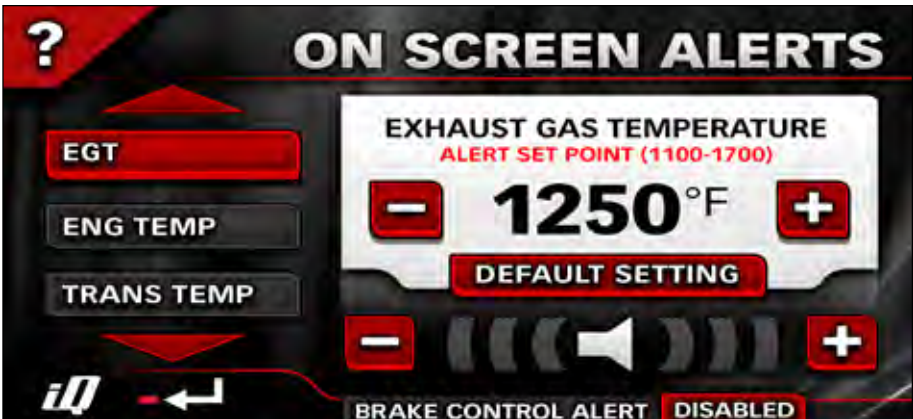 ?
ON SCREEN ALERTS
EGT
ENG TEMP
TRANS TEMP
EXHAUST GAS TEMPERATURE
ALERT SET POINT (1100-1700)
1250°F
DEFAULT SETTING
iQ
BRAKE CONTROL ALERT DISABLED